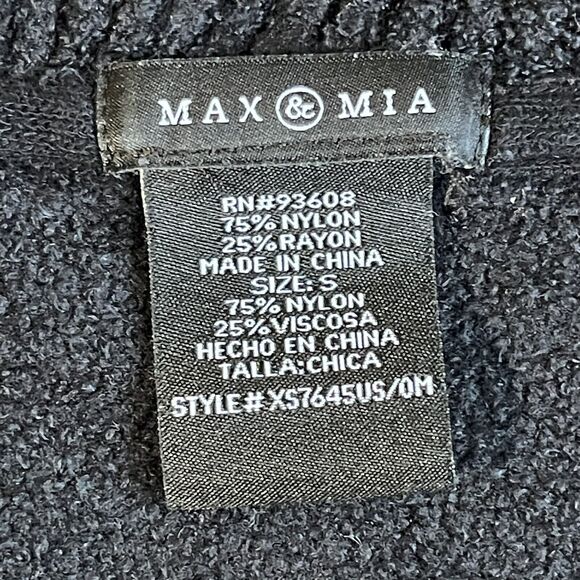 MAX & MIA
RN#93608
75% NYLON
25% RAYON
MADE IN CHINA
SIZE: S
75% NYLON
25% VISCOSA
HECHO EN CHINA
TALLA:CHICA
STYLE# XS7645US/0M